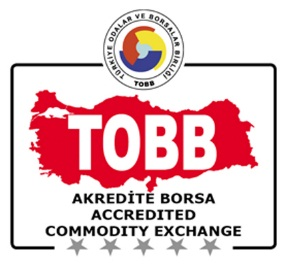 TÜRKİYE ODALAR VE BORSALAR BİRLİĞİ
TOBB
TOBB
AKREDİTE BORSA
ACCREDITED
COMMODITY EXCHANGE